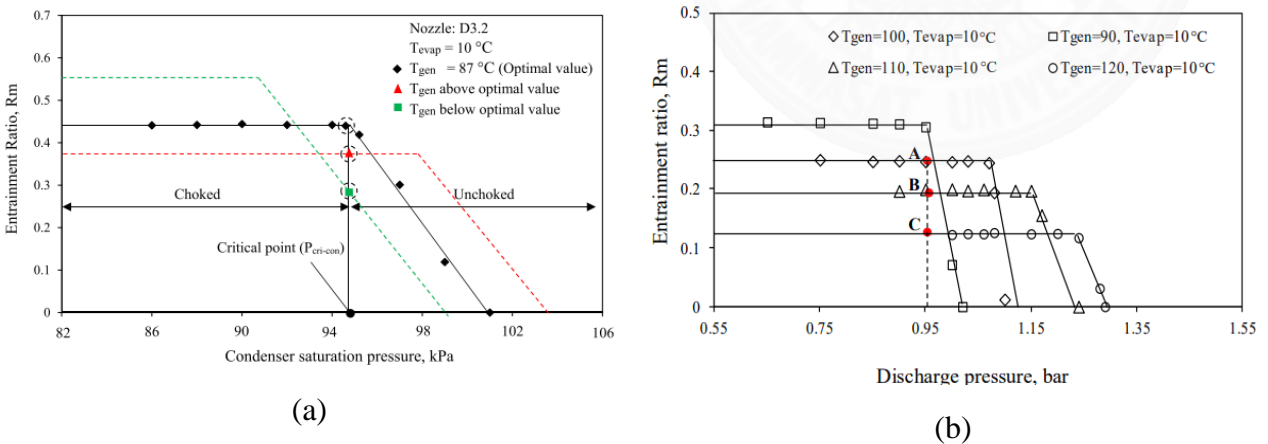 0.7
0.6
0.5
0.4
0.3
0.2
0.1
0
Entrainment Ratio, Rm
Nozzle: D3.2
Tevap = 10 °C
Tgen = 87 °C (Optimal value)
Tgen above optimal value
Tgen below optimal value
Choked
Unchoked
Critical point (Pcri-con)
82 86 90 94 98 102 106
Condenser saturation pressure, kPa
(a)
0.5
0.4
0.3
0.2
0.1
0
Entrainment ratio, Rm
Tgen=100, Tevap=10°C
Tgen=90, Tevap=10°C
Tgen=110, Tevap=10°C
Tgen=120, Tevap=10°C
A
B
C
0.55 0.75 0.95 1.15 1.35 1.55
Discharge pressure, bar
(b)